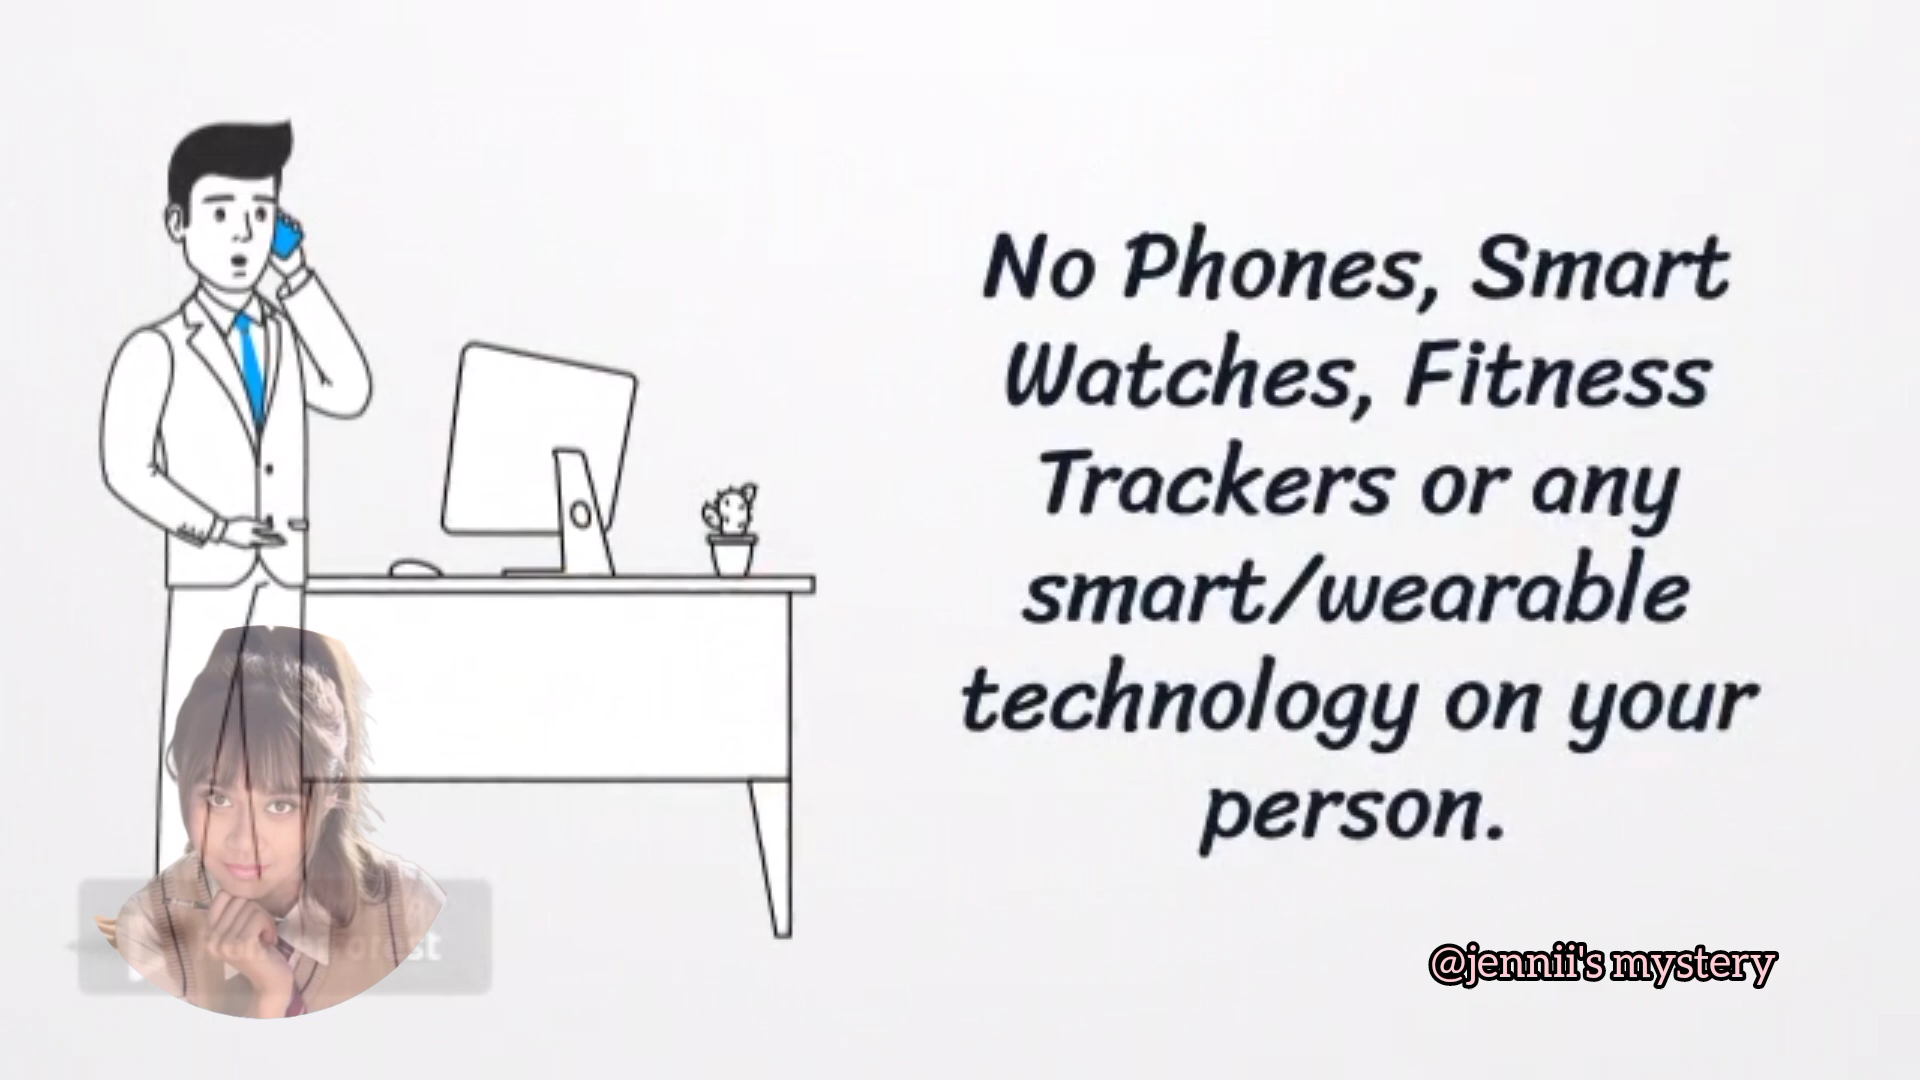 No Phones, Smart
Watches, Fitness
Trackers or any
smart/wearable
technology on your
person.
@jennii's mystery